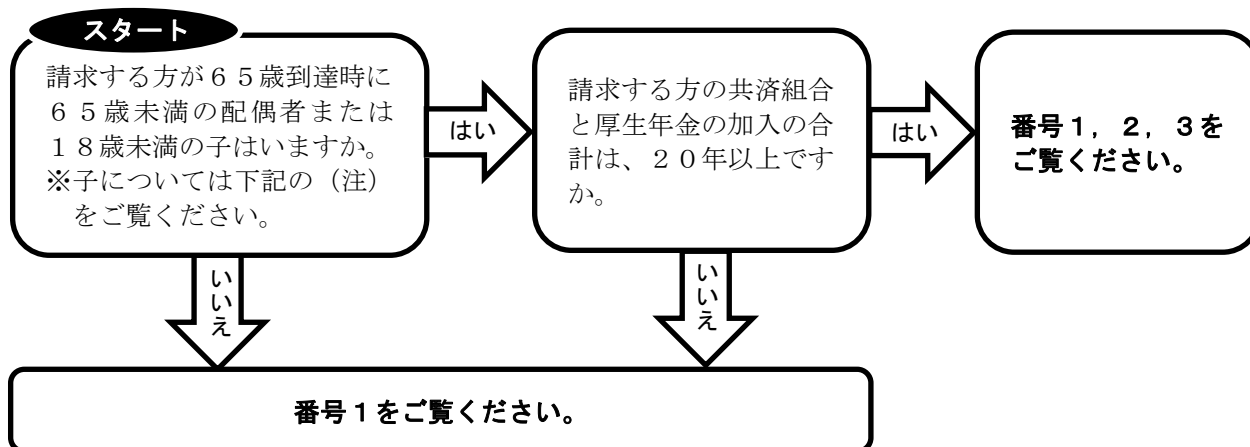 スタート
請求する方が６５歳到達時に
６５歳未満の配偶者または
１８歳未満の子はいますか。
※子については下記の（注）
をご覧ください。
はい
請求する方の共済組合
と厚生年金の加入の合
計は、２０年以上です
か。
はい
番号１，２，３を
ご覧ください。
いいえ
いいえ
番号１をご覧ください。